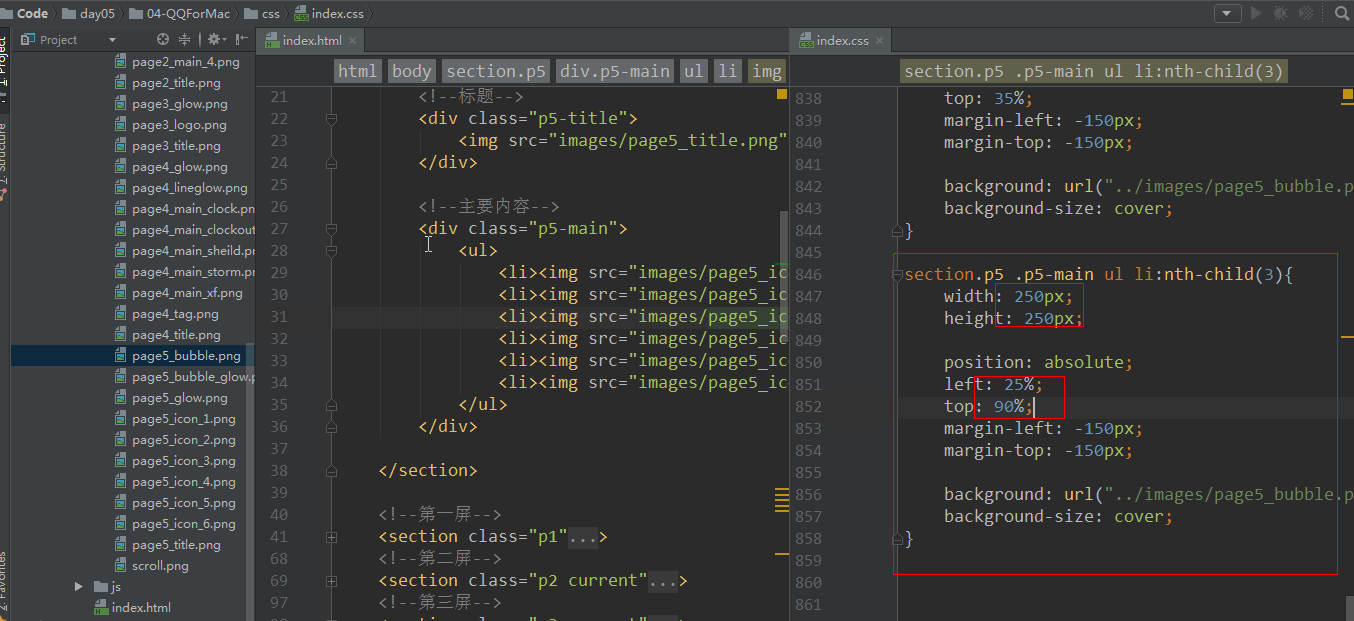 Code day05 04-QQForMac css index.css
Project
index.html
index.css
page2_main_4.png
page2_title.png
page3_glow.png
page3_logo.png
page3_title.png
page4_glow.png
page4_lineglow.png
page4_main_clock.pn
page4_main_clockout
page4_main_sheild.pr
page4_main_storm.pr
page4_main_xf.png
page4_tag.png
page4_title.png
page5_bubble.png
page5_bubble_glow.p
page5_glow.png
page5_icon_1.png
page5_icon_2.png
page5_icon_3.png
page5_icon_4.png
page5_icon_5.png
page5_icon_6.png
page5_title.png
scroll.png
js
index.html
html body section.p5 div.p5-main ul li img
21 <!--标题-->
22 <div class="p5-title">
23 <img src="images/page5_title.png"
24 </div>
25
26 <!--主要内容-->
27 <div class="p5-main">
28 <ul>
29 <li><img src="images/page5_ic
30 <li><img src="images/page5_ic
31 <li><img src="images/page5_ic
32 <li><img src="images/page5_ic
33 <li><img src="images/page5_ic
34 <li><img src="images/page5_ic
35 </ul>
36 </div>
37
38 </section>
39
40 <!--第一屏-->
41 <section class="p1"...>
68 <!--第二屏-->
69 <section class="p2 current"...>
97 <!--第三屏-->
section.p5 .p5-main ul li:nth-child(3)
838 top: 35%;
839 margin-left: -150px;
840 margin-top: -150px;
841
842 background: url("../images/page5_bubble.p
843 background-size: cover;
844 }
845
846 section.p5 .p5-main ul li:nth-child(3){
847 width: 250px;
848 height: 250px;
849
850 position: absolute;
851 left: 25%;
852 top: 90%;
853 margin-left: -150px;
854 margin-top: -150px;
855
856 background: url("../images/page5_bubble.p
857 background-size: cover;
858 }
859
860
861